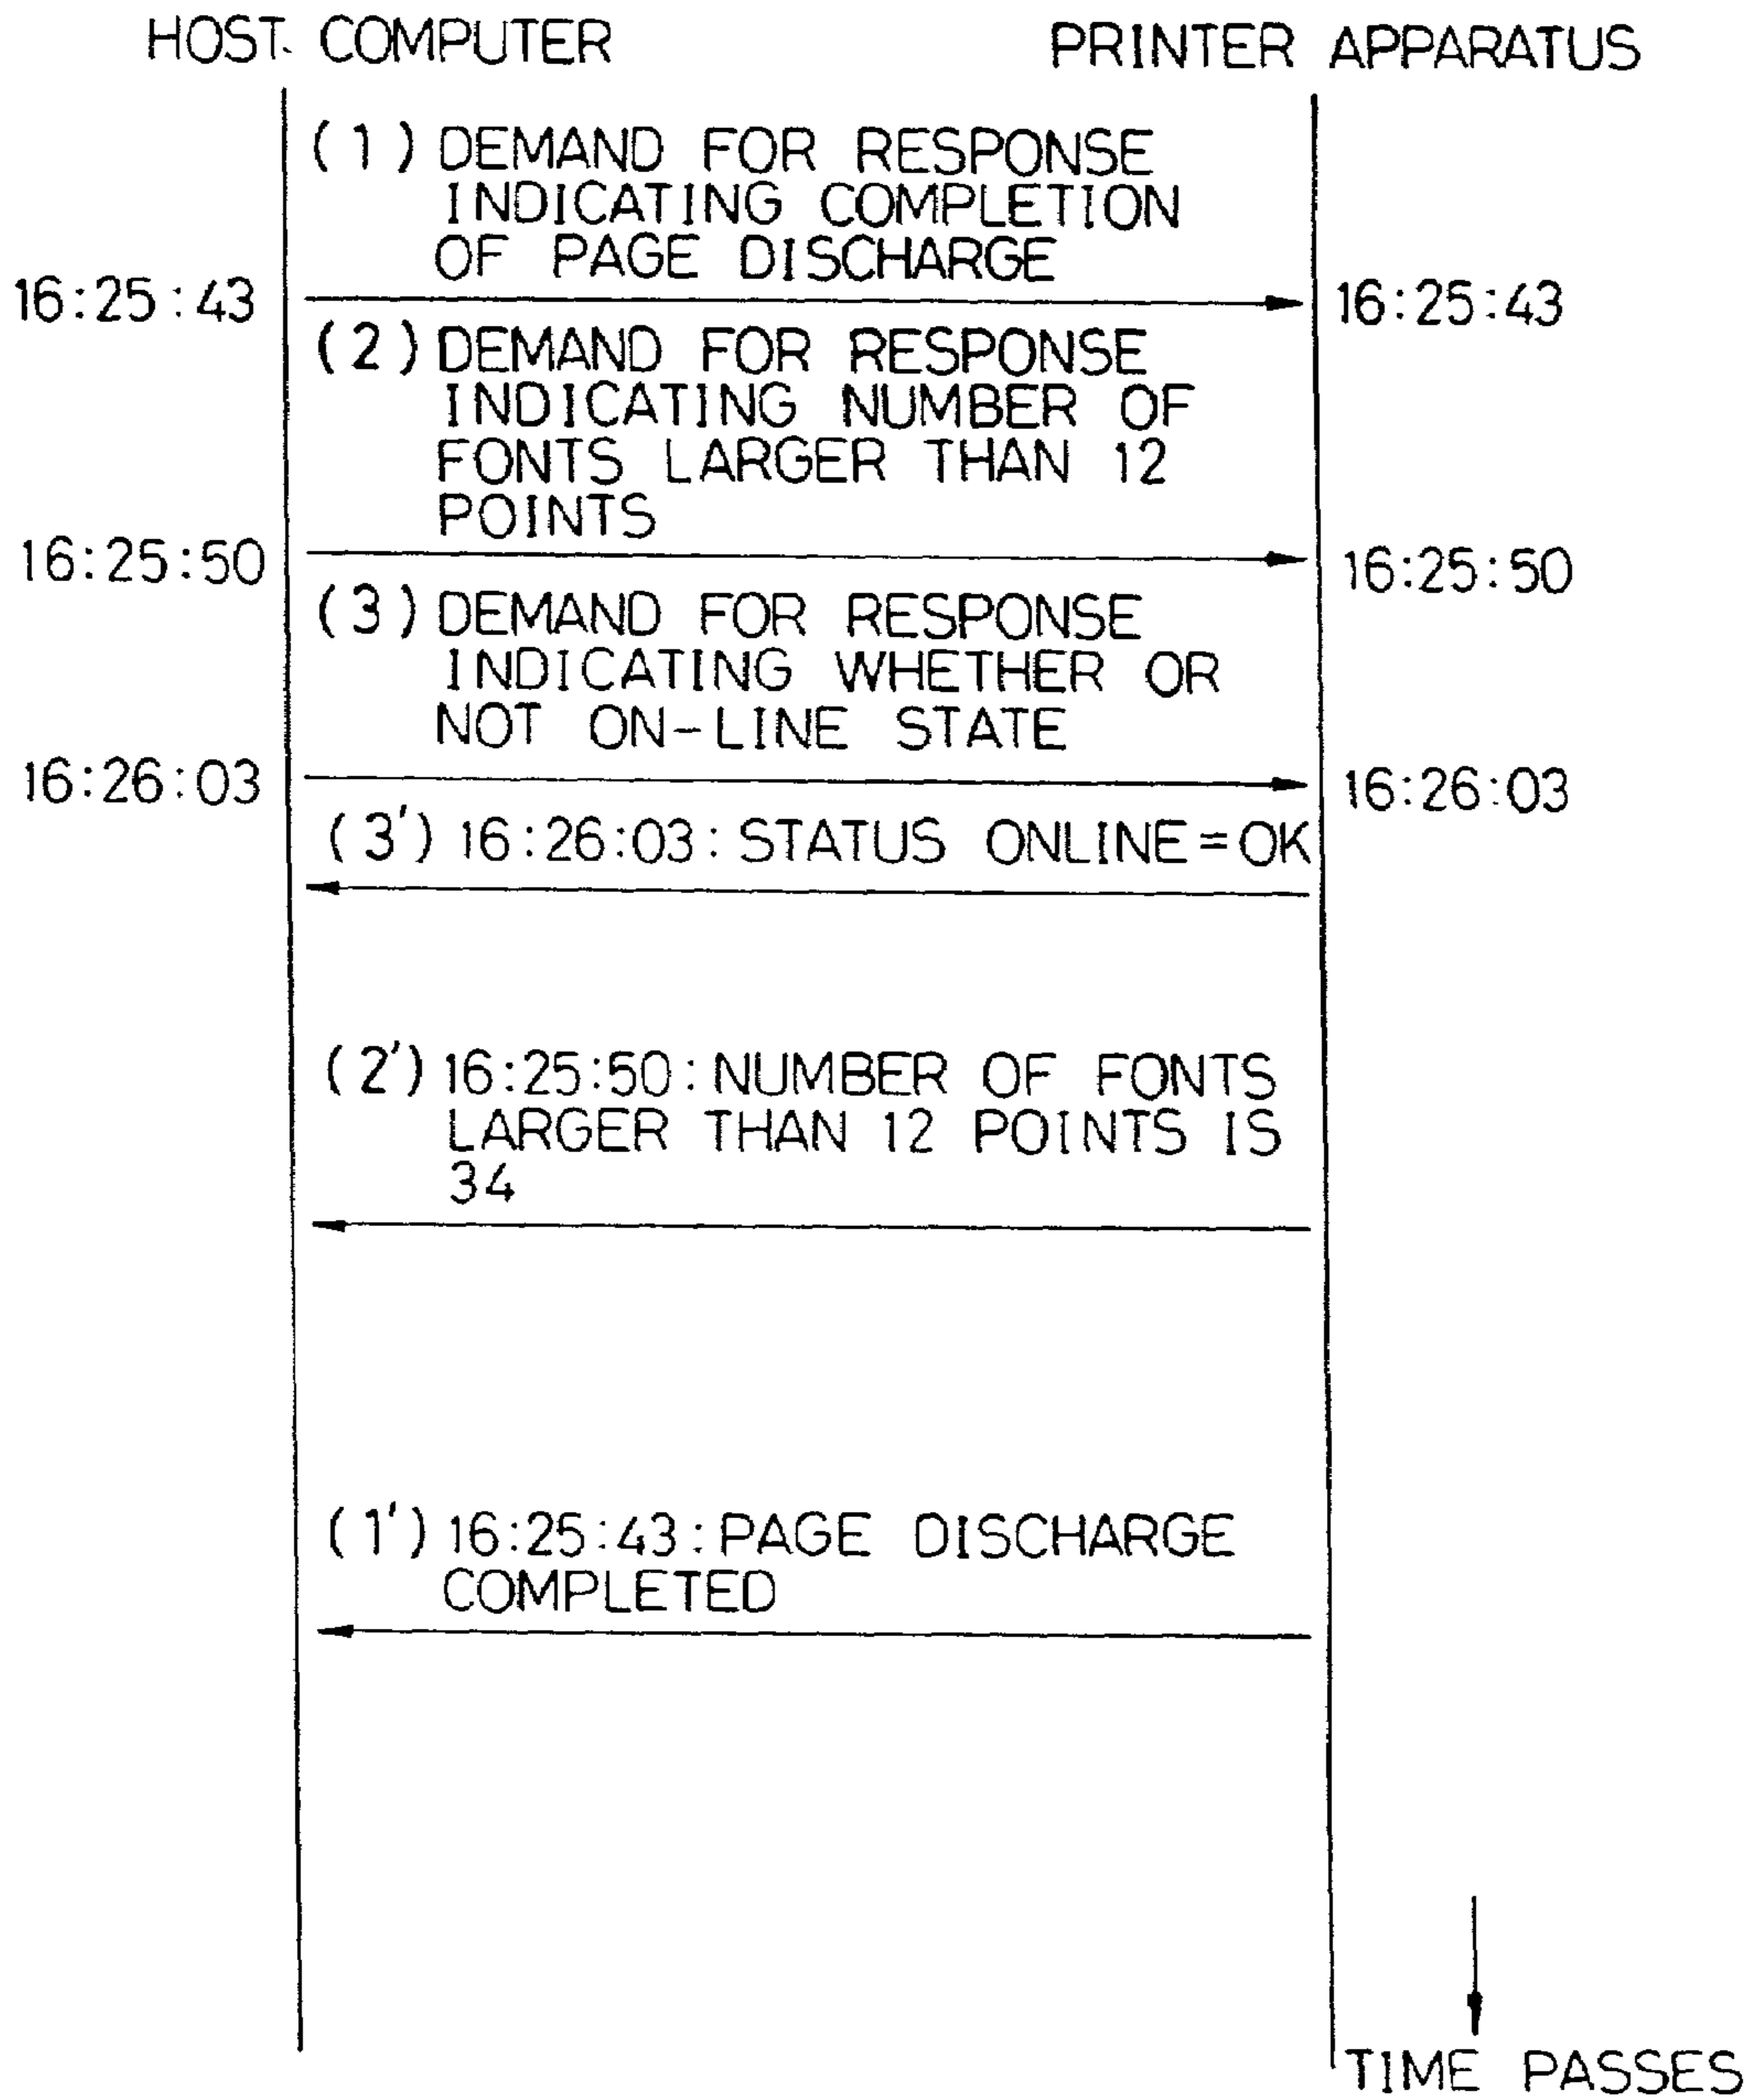 HOST COMPUTER PRINTER APPARATUS
(1) DEMAND FOR RESPONSE
INDICATING COMPLETION
OF PAGE DISCHARGE
16:25:43 16:25:43
(2) DEMAND FOR RESPONSE
INDICATING NUMBER OF
FONTS LARGER THAN 12
POINTS
16:25:50 16:25:50
(3) DEMAND FOR RESPONSE
INDICATING WHETHER OR
NOT ON-LINE STATE
16:26:03 16:26:03
(3') 16:26:03: STATUS ONLINE=OK
(2') 16:25:50: NUMBER OF FONTS
LARGER THAN 12 POINTS IS
34
(1') 16:25:43: PAGE DISCHARGE
COMPLETED
TIME PASSES